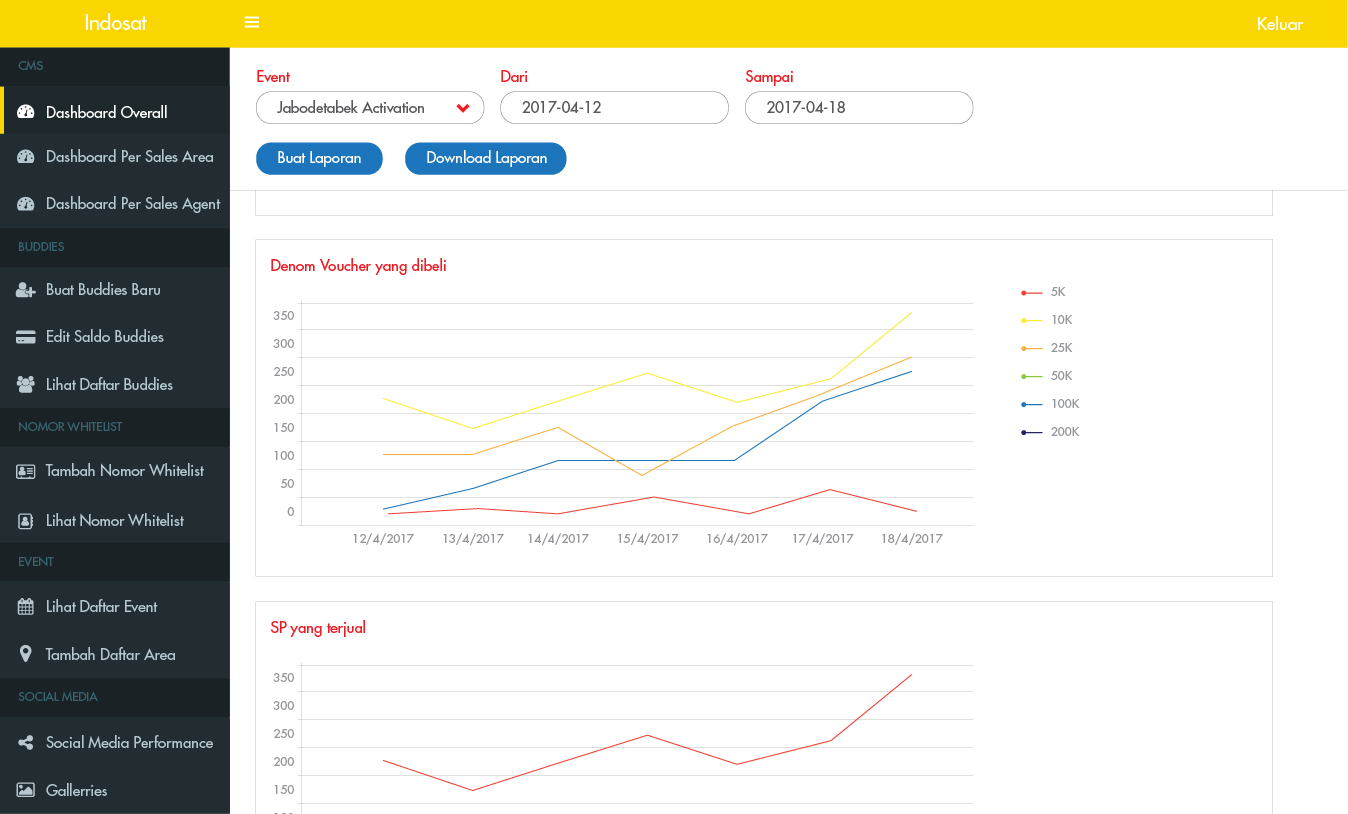 Indosat
Keluar
CMS
Dashboard Overall
Dashboard Per Sales Area
Dashboard Per Sales Agent
BUDDIES
Buat Buddies Baru
Edit Saldo Buddies
Lihat Daftar Buddies
NOMOR WHITELIST
Tambah Nomor Whitelist
Lihat Nomor Whitelist
EVENT
Lihat Daftar Event
Tambah Daftar Area
SOCIAL MEDIA
Social Media Performance
Gallerries
Event Dari Sampai
Jabodetabek Activation 2017-04-12 2017-04-18
Buat Laporan Download Laporan
Denom Voucher yang dibeli
350
300
250
200
150
100
50
0
12/4/2017 13/4/2017 14/4/2017 15/4/2017 16/4/2017 17/4/2017 18/4/2017
5K
10K
25K
50K
100K
200K
SP yang terjual
350
300
250
200
150